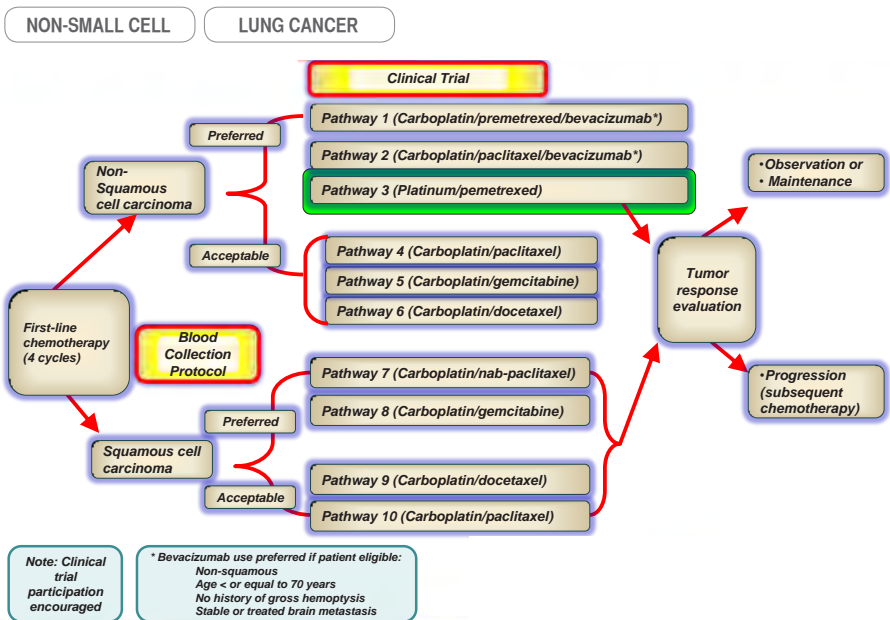 NON-SMALL CELL
LUNG CANCER
Clinical Trial
Pathway 1 (Carboplatin/premetrexed/bevacizumab*)
Preferred
Pathway 2 (Carboplatin/paclitaxel/bevacizumab*)
Non-
Squamous
cell carcinoma
Pathway 3 (Platinum/pemetrexed)
•Observation or
• Maintenance
Acceptable
Pathway 4 (Carboplatin/paclitaxel)
Pathway 5 (Carboplatin/gemcitabine)
Pathway 6 (Carboplatin/docetaxel)
Tumor
response
evaluation
First-line
chemotherapy
(4 cycles)
Blood
Collection
Protocol
Pathway 7 (Carboplatin/nab-paclitaxel)
Preferred
Pathway 8 (Carboplatin/gemcitabine)
•Progression
(subsequent
chemotherapy)
Squamous cell
carcinoma
Pathway 9 (Carboplatin/docetaxel)
Acceptable
Pathway 10 (Carboplatin/paclitaxel)
Note: Clinical
trial
participation
encouraged
* Bevacizumab use preferred if patient eligible:
Non-squamous
Age < or equal to 70 years
No history of gross hemoptysis
Stable or treated brain metastasis